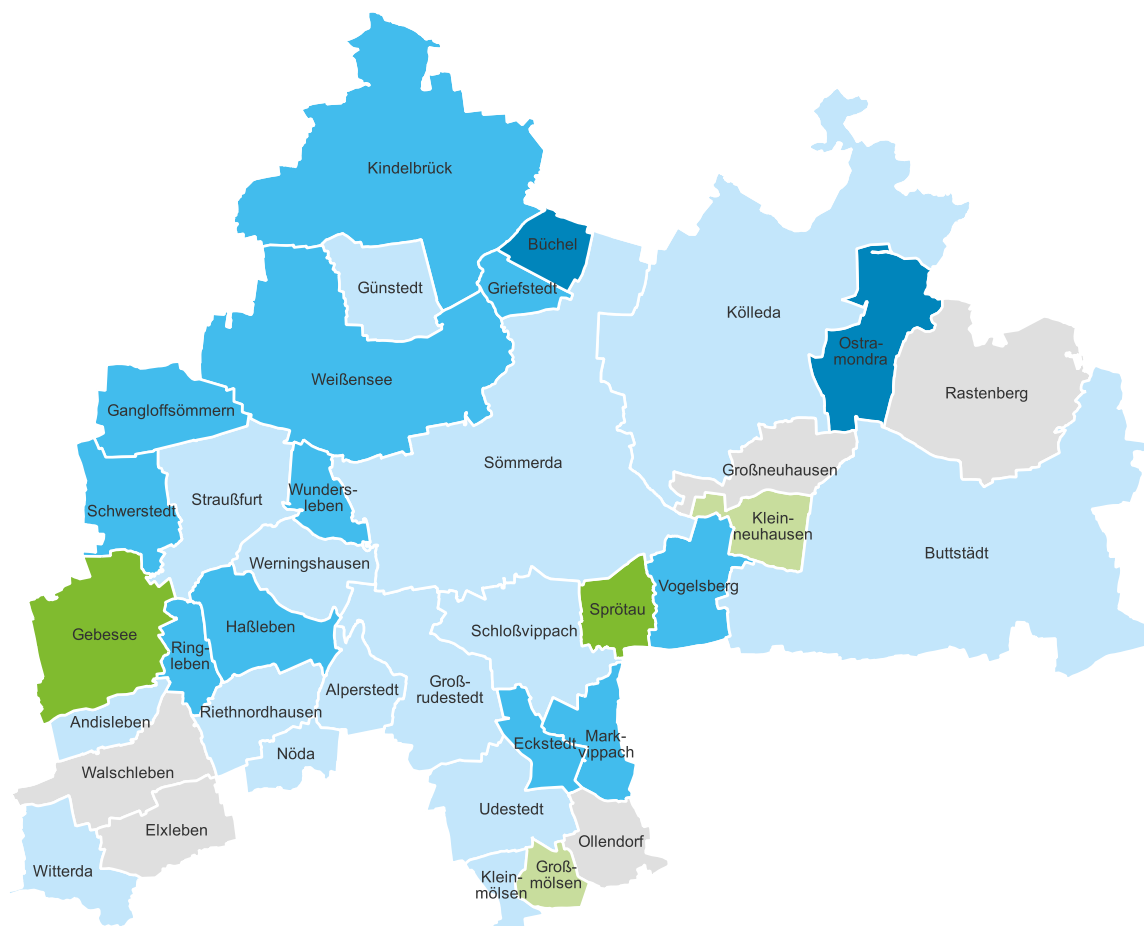 Kindelbrück
Büchel
Günstedt
Griefstedt
Kölleda
Ostra-
mondra
Weißensee
Rastenberg
Gangloffsömmern
Sömmerda
Großneuhausen
Straußfurt
Wunders-
leben
Schwerstedt
Klein-
neuhausen
Buttstädt
Werningshausen
Vogelsberg
Sprötau
Gebesee
Haßleben
Schloßvippach
Ring-
leben
Alperstedt
Groß-
rudestedt
Riethnordhausen
Andisleben
Nöda
Eckstedt
Mark-
vippach
Walschleben
Udestedt
Elxleben
Ollendorf
Witterda
Klein-
mölsen
Groß-
mölsen